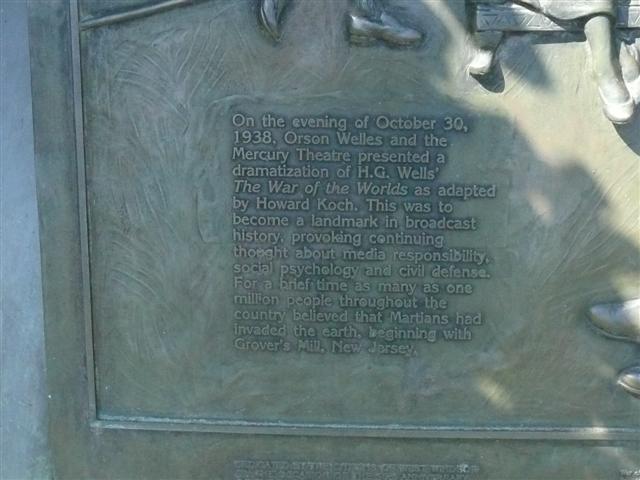 On the evening of October 30,
1938, Orson Welles and the
Mercury Theatre presented a
dramatization of H.G. Wells'
The War of the Worlds as adapted
by Howard Koch. This was to
become a landmark in broadcast
history, provoking continuing
thought about media responsibility,
social psychology and civil defense.
For a brief time as many as one
million people throughout the
country believed that Martians had
invaded the earth, beginning with
Grover's Mill, New Jersey.